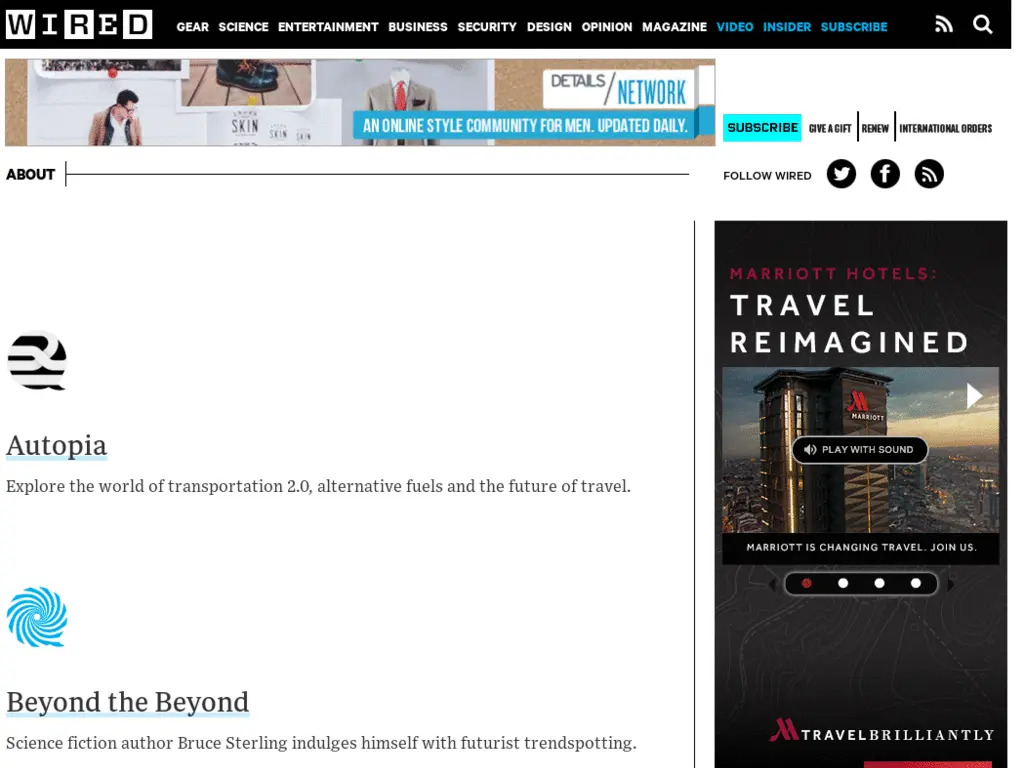 WIRED
GEAR SCIENCE ENTERTAINMENT BUSINESS SECURITY DESIGN OPINION MAGAZINE VIDEO INSIDER SUBSCRIBE
DETAILS/NETWORK
SKIN SKIN SKIN
AN ONLINE STYLE COMMUNITY FOR MEN. UPDATED DAILY.
SUBSCRIBE GIVE A GIFT RENEW INTERNATIONAL ORDERS
ABOUT
FOLLOW WIRED
MARRIOTT HOTELS:
TRAVEL
REIMAGINED
MARRIOTT
PLAY WITH SOUND
MARRIOTT IS CHANGING TRAVEL. JOIN US.
TRAVELBRILLIANTLY
Autopia
Explore the world of transportation 2.0, alternative fuels and the future of travel.
Beyond the Beyond
Science fiction author Bruce Sterling indulges himself with futurist trendspotting.